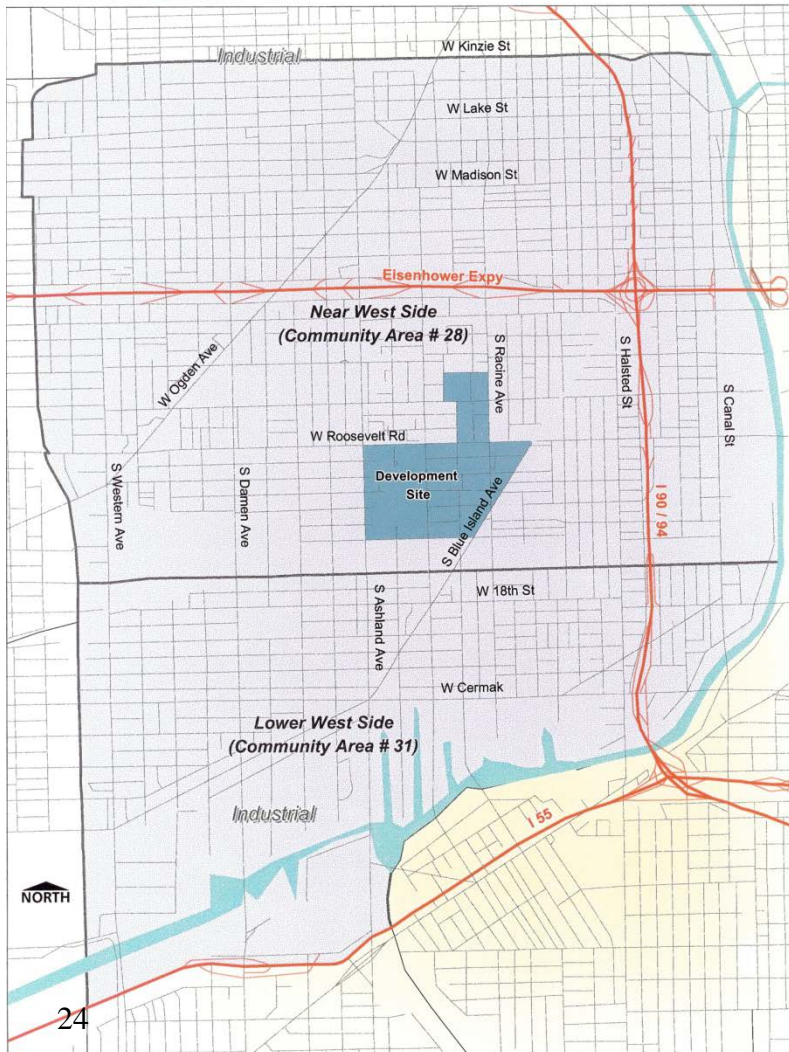 W Kinzie St
Industrial
W Lake St
W Madison St
Eisenhower Expy
Near West Side
(Community Area # 28)
S Racine Ave
S Halsted St
W Ogden Ave
S Canal St
W Roosevelt Rd
S Western Ave
S Damen Ave
Development
Site
S Blue Island Ave
I 90 / 94
W 18th St
S Ashland Ave
W Cermak
Lower West Side
(Community Area # 31)
Industrial
I 55
NORTH
24